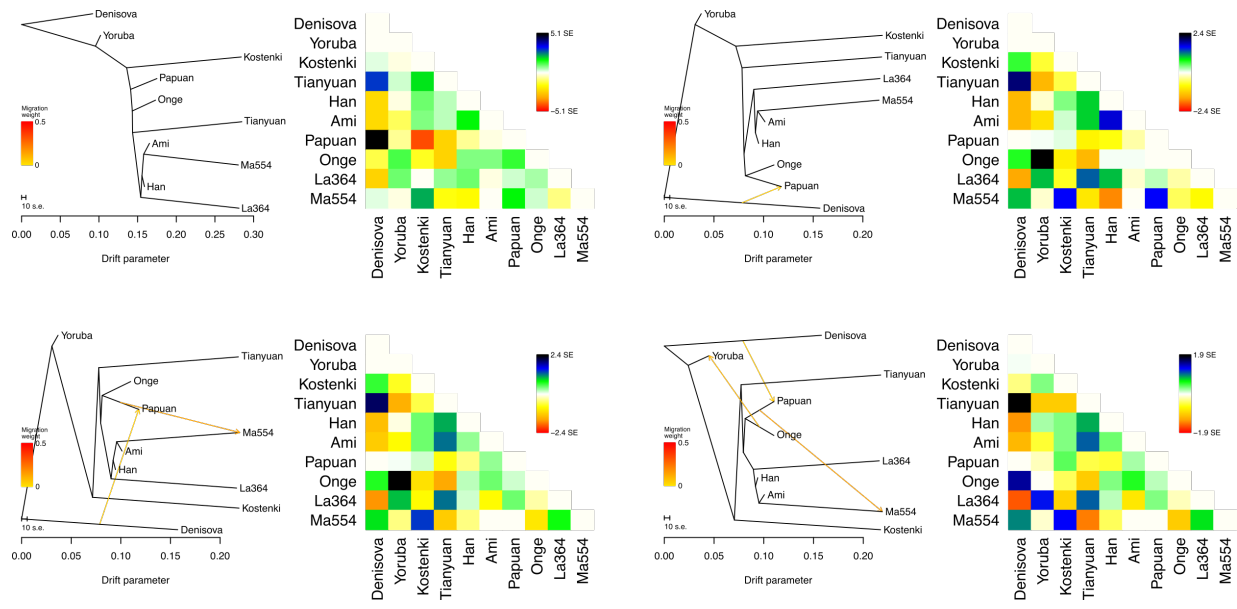 Denisova
Yoruba
Kostenki
Papuan
Onge
Tianyuan
Ami
Ma554
Han
La364
Migration
weight
0.5
0
10 s.e.
0.00 0.05 0.10 0.15 0.20 0.25 0.30
Drift parameter
Denisova
Yoruba
Kostenki
Tianyuan
Han
Ami
Papuan
Onge
La364
Ma554
Denisova
Yoruba
Kostenki
Tianyuan
Han
Ami
Papuan
Onge
La364
Ma554
5.1 SE
−5.1 SE
Yoruba
Kostenki
Tianyuan
La364
Ma554
Ami
Han
Onge
Papuan
Denisova
Migration
weight
0.5
0
10 s.e.
0.00 0.05 0.10 0.15 0.20
Drift parameter
Denisova
Yoruba
Kostenki
Tianyuan
Han
Ami
Papuan
Onge
La364
Ma554
Denisova
Yoruba
Kostenki
Tianyuan
Han
Ami
Papuan
Onge
La364
Ma554
2.4 SE
−2.4 SE
Yoruba
Tianyuan
Onge
Papuan
Ma554
Ami
Han
La364
Kostenki
Denisova
Migration
weight
0.5
0
10 s.e.
0.00 0.05 0.10 0.15 0.20
Drift parameter
Denisova
Yoruba
Kostenki
Tianyuan
Han
Ami
Papuan
Onge
La364
Ma554
Denisova
Yoruba
Kostenki
Tianyuan
Han
Ami
Papuan
Onge
La364
Ma554
2.4 SE
−2.4 SE
Denisova
Yoruba
Tianyuan
Papuan
Onge
La364
Han
Ami
Ma554
Kostenki
Migration
weight
0.5
0
10 s.e.
0.00 0.05 0.10 0.15
Drift parameter
Denisova
Yoruba
Kostenki
Tianyuan
Han
Ami
Papuan
Onge
La364
Ma554
Denisova
Yoruba
Kostenki
Tianyuan
Han
Ami
Papuan
Onge
La364
Ma554
1.9 SE
−1.9 SE